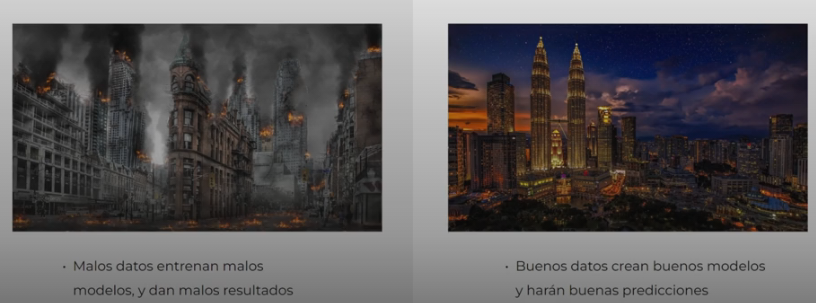 • Malos datos entrenan malos
modelos, y dan malos resultados
• Buenos datos crean buenos modelos
y harán buenas predicciones